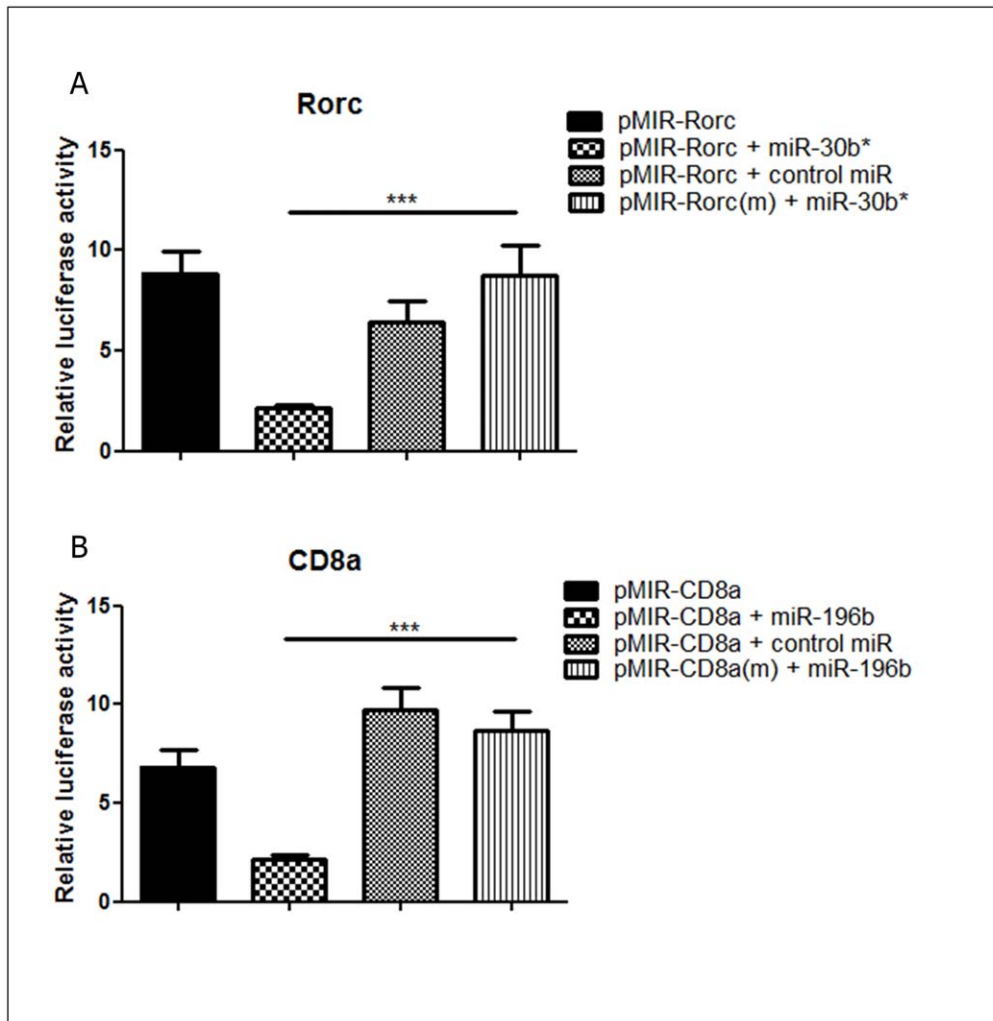 A
Rorc
pMIR-Rorc
pMIR-Rorc + miR-30b*
pMIR-Rorc + control miR
pMIR-Rorc(m) + miR-30b*
Relative luciferase activity
15
10
5
0
***
B
CD8a
pMIR-CD8a
pMIR-CD8a + miR-196b
pMIR-CD8a + control miR
pMIR-CD8a(m) + miR-196b
Relative luciferase activity
15
10
5
0
***